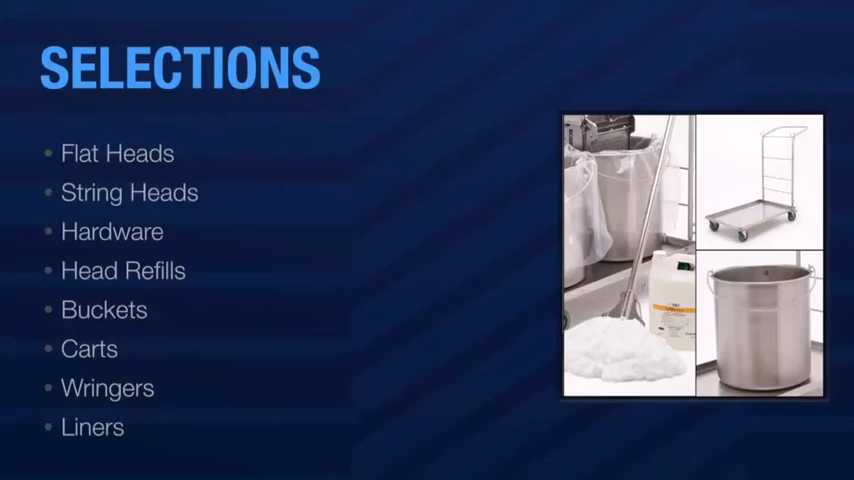 SELECTIONS
• Flat Heads
• String Heads
• Hardware
• Head Refills
• Buckets
• Carts
• Wringers
• Liners